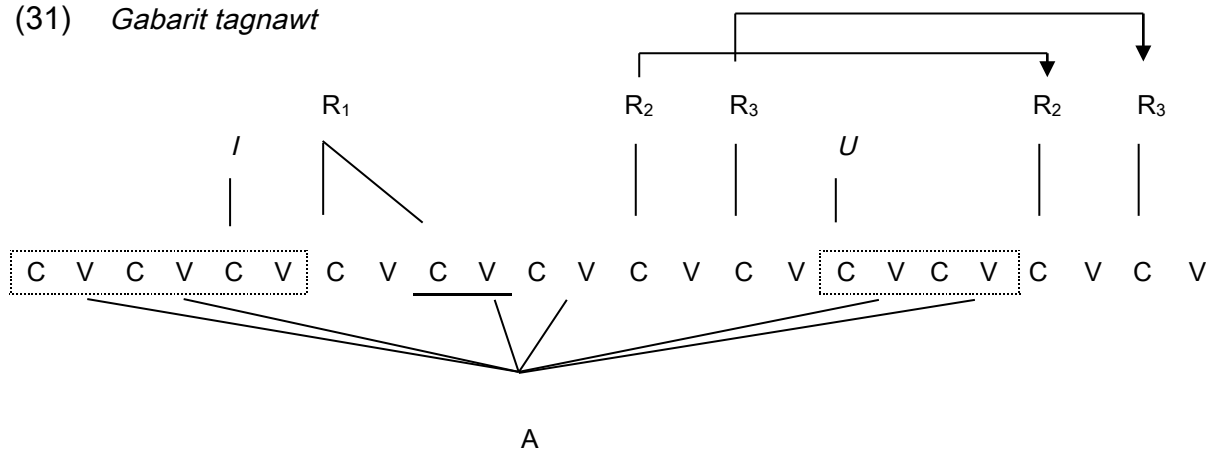 (31) Gabarit tagnawt
R₁ R₂ R₃ R₂ R₃
I U
C V C V C V C V C V C V C V C V C V C V C V C V
A